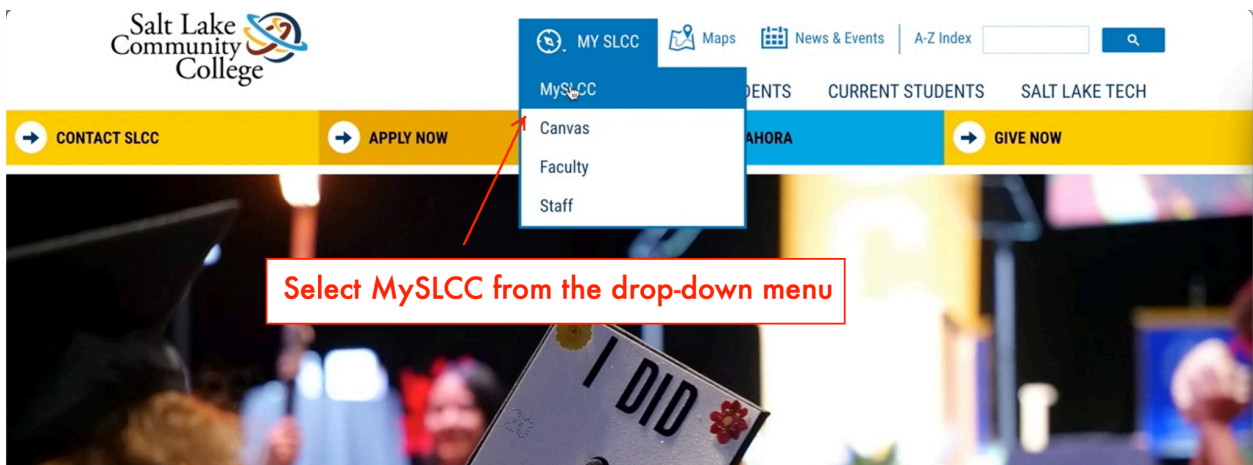 Salt Lake
Community
College
MY SLCC
Maps
News & Events
A-Z Index
MySLCC
Canvas
Faculty
Staff
DENTS
CURRENT STUDENTS
SALT LAKE TECH
CONTACT SLCC
APPLY NOW
AHORA
GIVE NOW
Select MySLCC from the drop-down menu
I DID
20